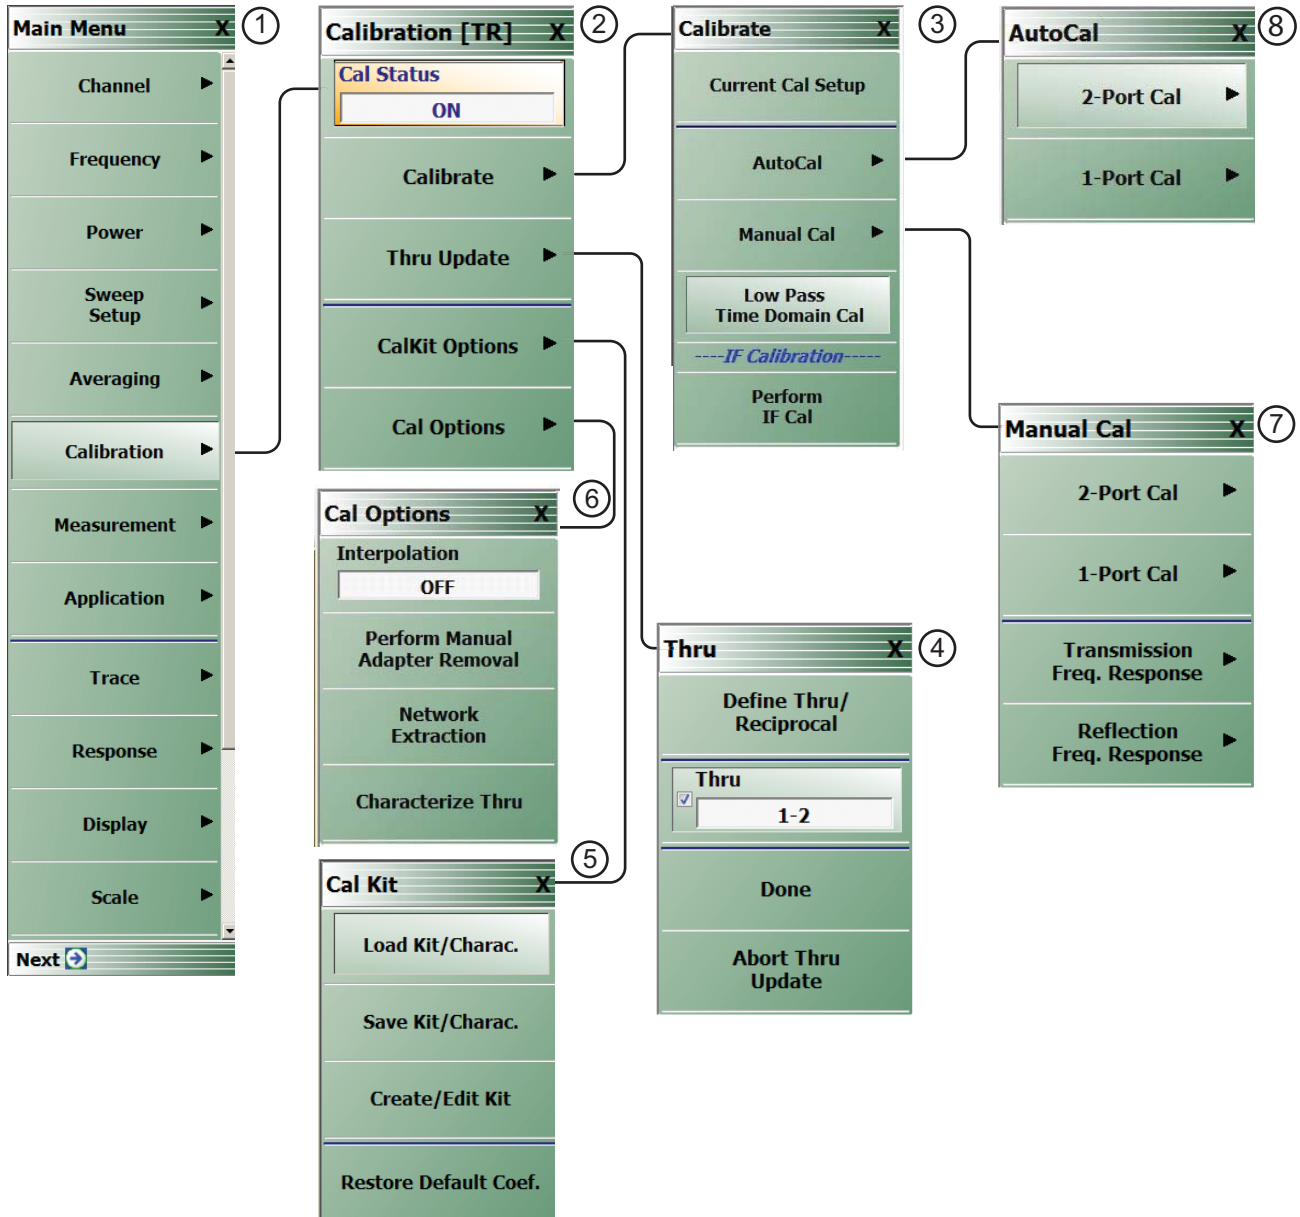 Main Menu X
1
Channel
Frequency
Power
Sweep
Setup
Averaging
Calibration
Measurement
Application
Trace
Response
Display
Scale
Next
Calibration [TR] X
2
Cal Status
ON
Calibrate
Thru Update
CalKit Options
Cal Options
Calibrate X
3
Current Cal Setup
AutoCal
Manual Cal
Low Pass
Time Domain Cal
----IF Calibration-----
Perform
IF Cal
AutoCal X
8
2-Port Cal
1-Port Cal
Manual Cal X
7
2-Port Cal
1-Port Cal
Transmission
Freq. Response
Reflection
Freq. Response
Cal Options X
6
Interpolation
OFF
Perform Manual
Adapter Removal
Network
Extraction
Characterize Thru
Thru X
4
Define Thru/
Reciprocal
Thru
1-2
Done
Abort Thru
Update
Cal Kit X
5
Load Kit/Charac.
Save Kit/Charac.
Create/Edit Kit
Restore Default Coef.